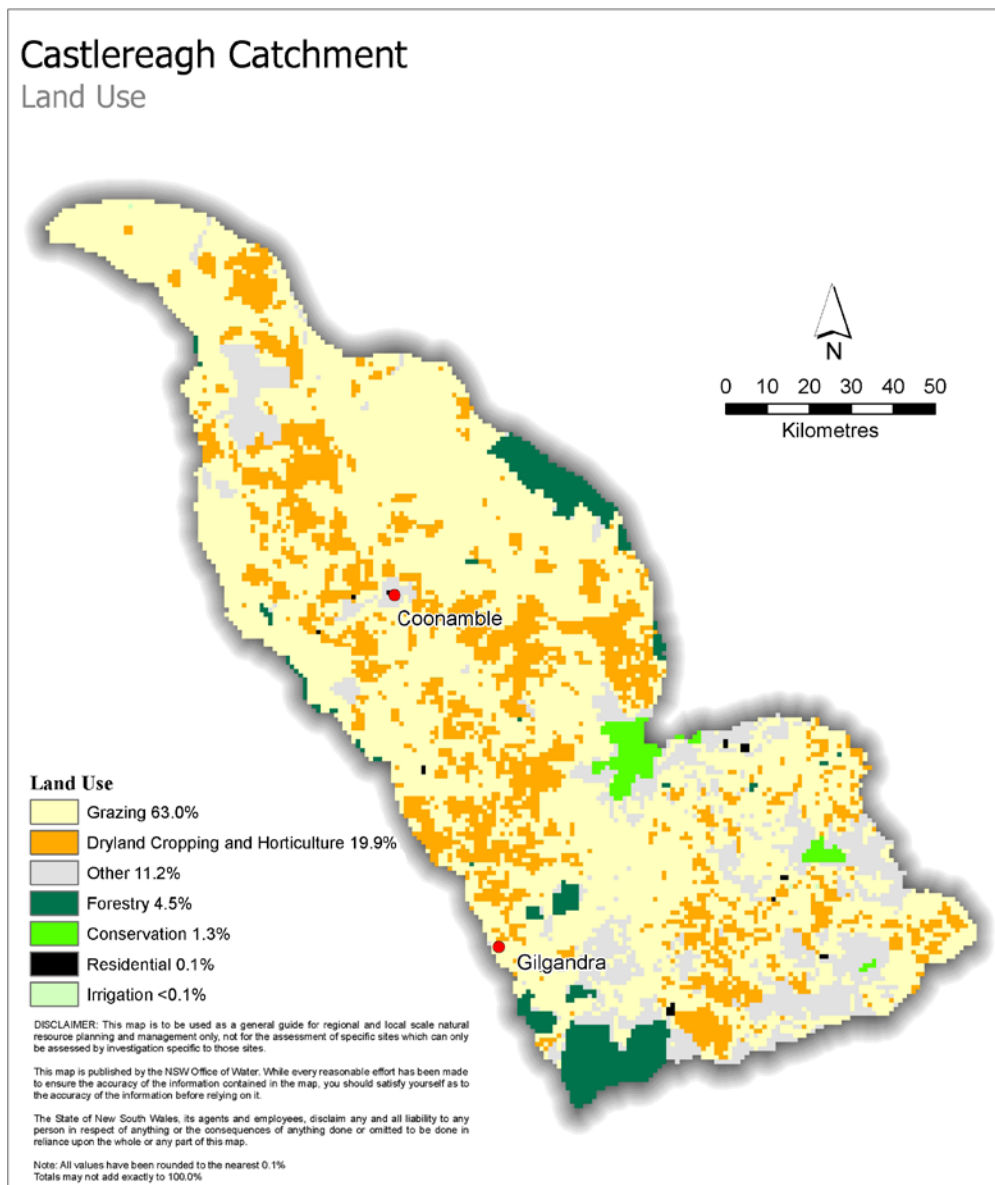 Castlereagh Catchment
Land Use
N
0 10 20 30 40 50
Kilometres
Coonamble
Gilgandra
Land Use
Grazing 63.0%
Dryland Cropping and Horticulture 19.9%
Other 11.2%
Forestry 4.5%
Conservation 1.3%
Residential 0.1%
Irrigation <0.1%
DISCLAIMER: This map is to be used as a general guide for regional and local scale natural
resource planning and management only, not for the assessment of specific sites which can only
be assessed by investigation specific to those sites.
This map is published by the NSW Office of Water. While every reasonable effort has been made
to ensure the accuracy of the information contained in the map, you should satisfy yourself as to
the accuracy of the information before relying on it.
The State of New South Wales, its agents and employees, disclaim any and all liability to any
person in respect of anything or the consequences of anything done or omitted to be done in
reliance upon the whole or any part of this map.
Note: All values have been rounded to the nearest 0.1%
Totals may not add exactly to 100.0%